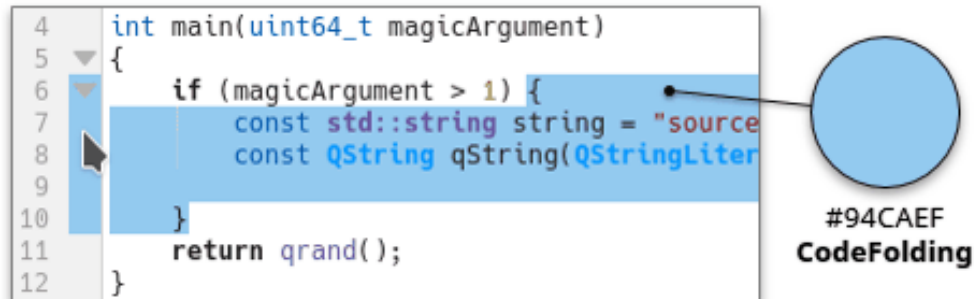 4 int main(uint64_t magicArgument)
5 {
6 if (magicArgument > 1) {
7 const std::string string = "source
8 const QString qString(QStringLiter
9
10 }
11 return qrand();
12 }
#94CAEF
CodeFolding